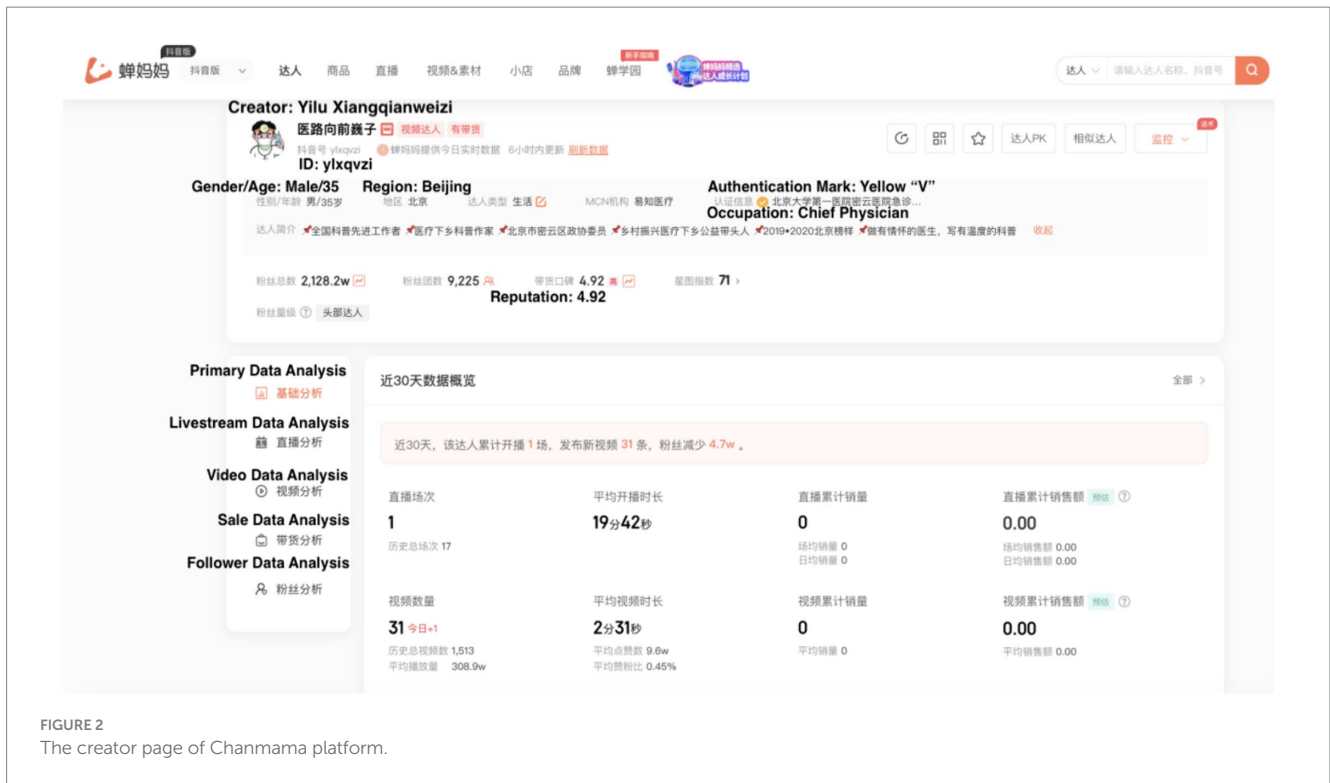 抖音版
蝉妈妈 抖音版 达人 商品 直播 视频&素材 小店 品牌 蝉学园 新手指南 蝉妈妈精选 达人成长计划 达人 请输入达人名称、抖音号
Creator: Yilu Xiangqianweizi
医路向前巍子 视频达人 有带货
抖音号 ylxqvzi 蝉妈妈提供今日实时数据 6小时内更新 刷新数据 达人PK 相似达人 监控
ID: ylxqvzi
Gender/Age: Male/35 Region: Beijing Authentication Mark: Yellow “V”
性别/年龄 男/35岁 地区 北京 达人类型 生活 MCN机构 易知医疗 认证信息 北京大学第一医院密云医院急诊...
Occupation: Chief Physician
达人简介 📌全国科普先进工作者 📌医疗下乡科普作家 📌北京市密云区政协委员 📌乡村振兴医疗下乡公益带头人 📌2019•2020北京榜样 📌做有情怀的医生，写有温度的科普 收起
粉丝总数 2,128.2w 粉丝团数 9,225 带货口碑 4.92 高 星图指数 71 >
Reputation: 4.92
粉丝量级 ? 头部达人
Primary Data Analysis
基础分析
Livestream Data Analysis
直播分析
Video Data Analysis
视频分析
Sale Data Analysis
带货分析
Follower Data Analysis
粉丝分析
近30天数据概览 全部 >
近30天，该达人累计开播 1 场，发布新视频 31 条，粉丝减少 4.7w 。
直播场次 平均开播时长 直播累计销量 直播累计销售额 预估 ?
1 19分42秒 0 0.00
历史总场次 17 场均销量 0 场均销售额 0.00
日均销量 0 日均销售额 0.00
视频数量 平均视频时长 视频累计销量 视频累计销售额 预估 ?
31 今日+1 2分31秒 0 0.00
历史总视频数 1,513 平均点赞数 9.6w 平均销量 0 平均销售额 0.00
平均播放量 308.9w 平均赞粉比 0.45%
FIGURE 2
The creator page of Chanmama platform.